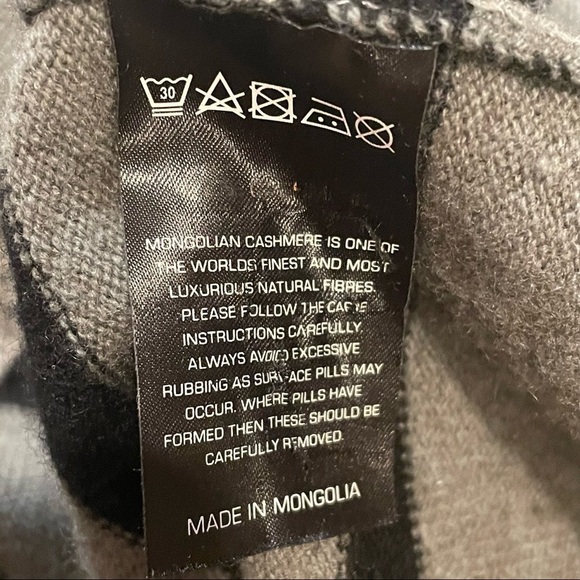 30
MONGOLIAN CASHMERE IS ONE OF
THE WORLDS FINEST AND MOST
LUXURIOUS NATURAL FIBRES.
PLEASE FOLLOW THE CARE
INSTRUCTIONS CAREFULLY.
ALWAYS AVOID EXCESSIVE
RUBBING AS SURFACE PILLS MAY
OCCUR. WHERE PILLS HAVE
FORMED THEN THESE SHOULD BE
CAREFULLY REMOVED.
MADE IN MONGOLIA